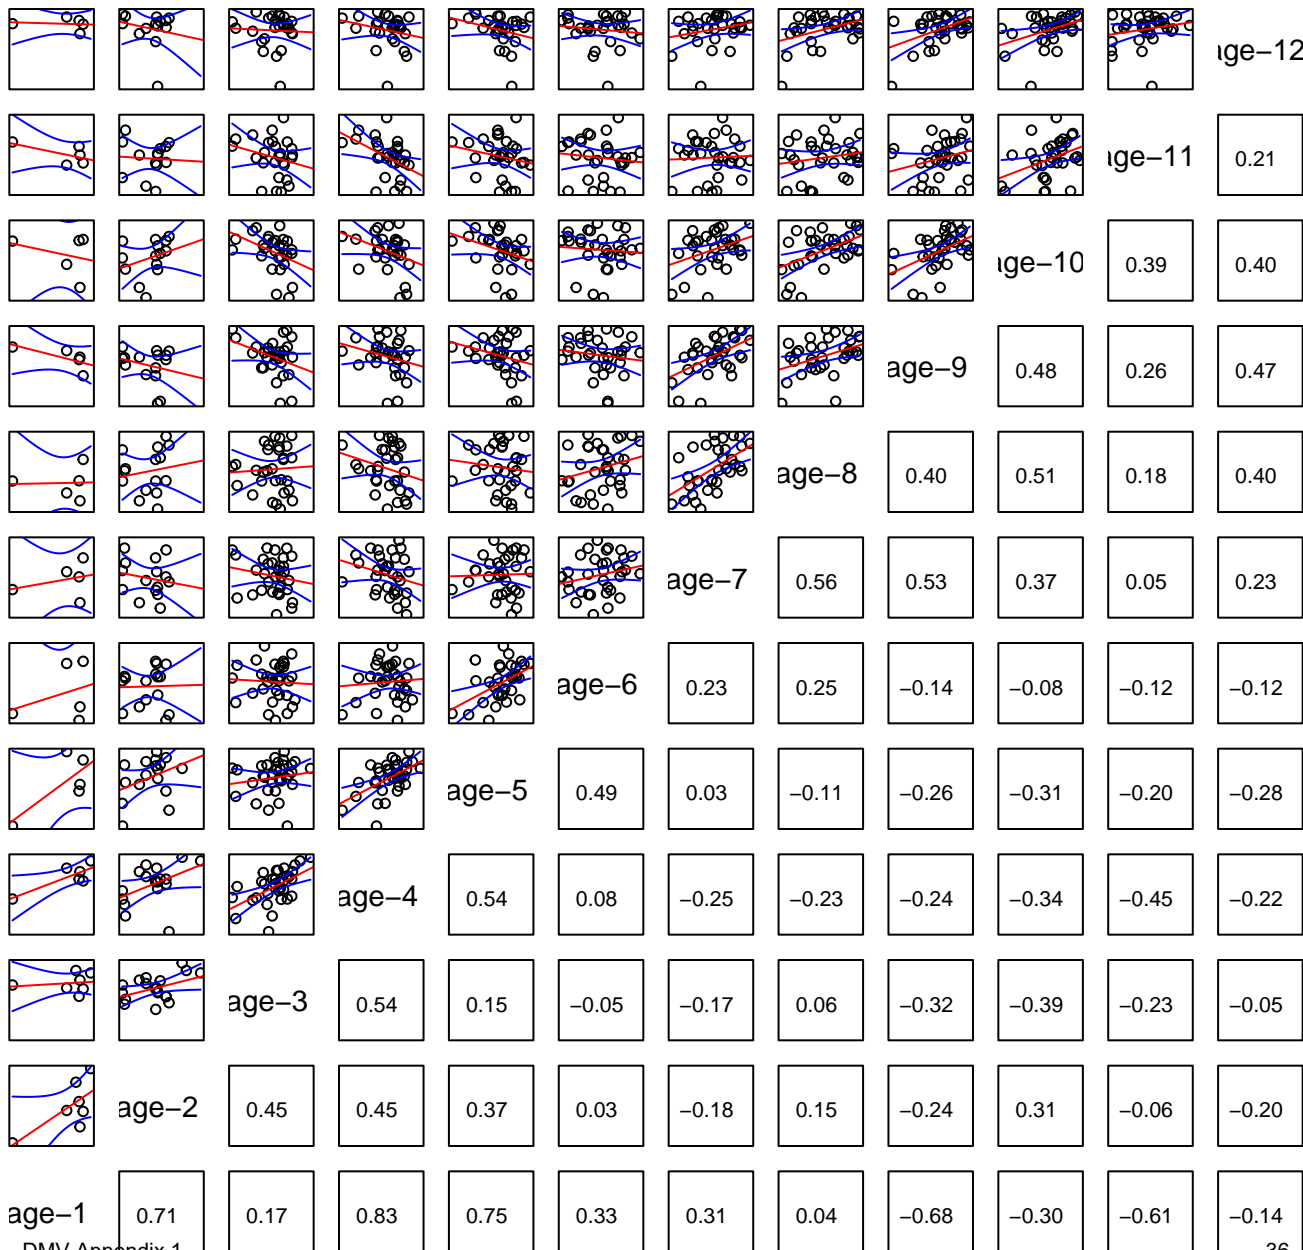 age−12
age−11 0.21
age−10 0.39 0.40
age−9 0.48 0.26 0.47
age−8 0.40 0.51 0.18 0.40
age−7 0.56 0.53 0.37 0.05 0.23
age−6 0.23 0.25 −0.14 −0.08 −0.12 −0.12
age−5 0.49 0.03 −0.11 −0.26 −0.31 −0.20 −0.28
age−4 0.54 0.08 −0.25 −0.23 −0.24 −0.34 −0.45 −0.22
age−3 0.54 0.15 −0.05 −0.17 0.06 −0.32 −0.39 −0.23 −0.05
age−2 0.45 0.45 0.37 0.03 −0.18 0.15 −0.24 0.31 −0.06 −0.20
age−1 0.71 0.17 0.83 0.75 0.33 0.31 0.04 −0.68 −0.30 −0.61 −0.14
DMV Appendix 1 36